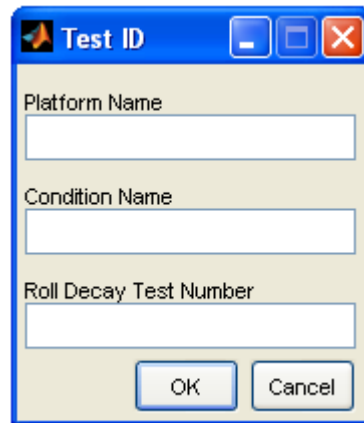 Test ID
Platform Name
Condition Name
Roll Decay Test Number
OK Cancel